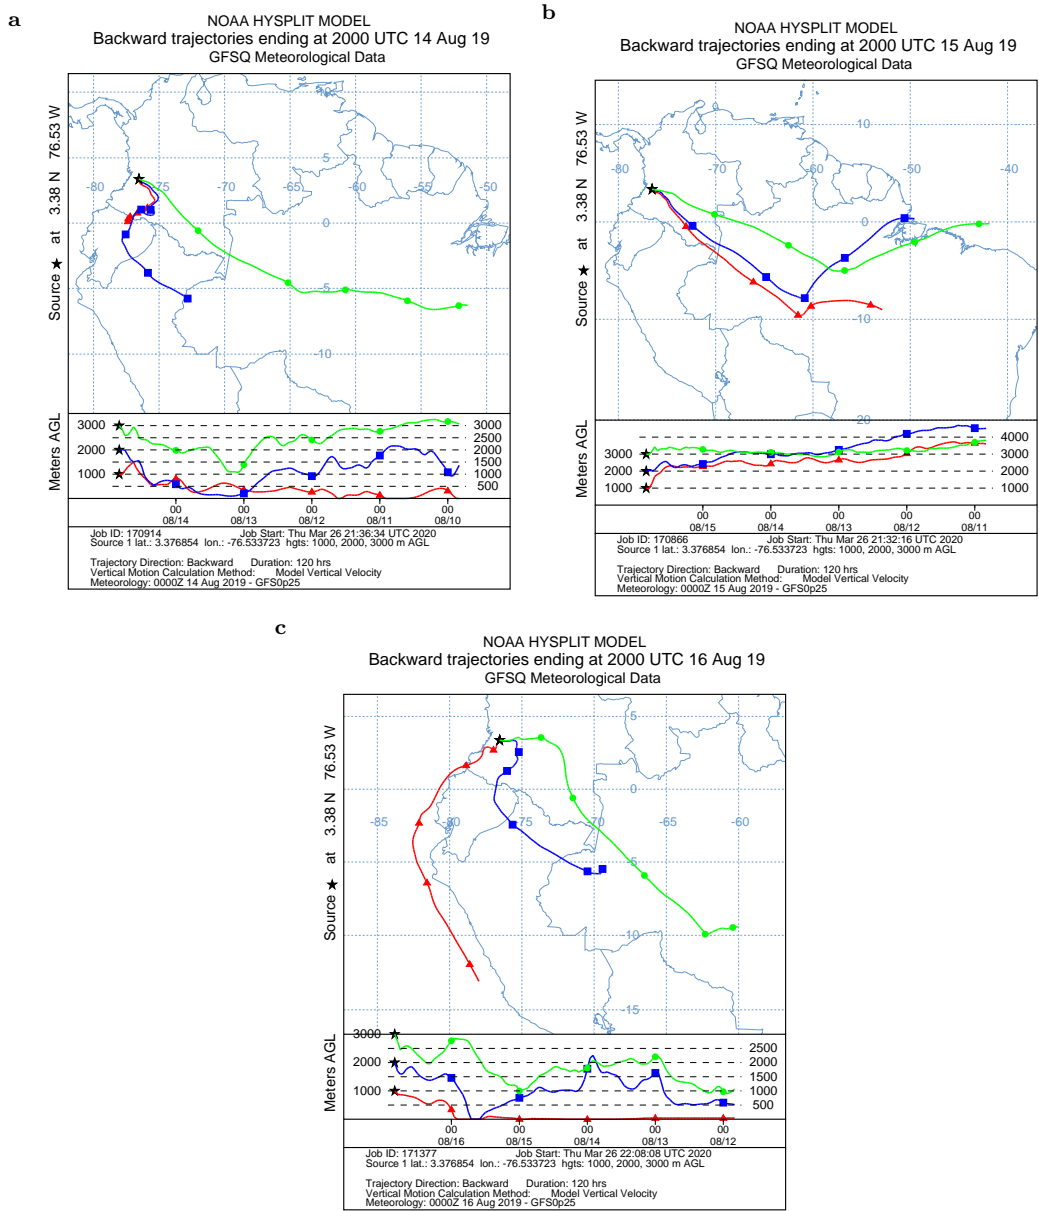 a
NOAA HYSPLIT MODEL
Backward trajectories ending at 2000 UTC 14 Aug 19
GFSQ Meteorological Data
Source ★ at 3.38 N 76.53 W
10
5
-80 -75 -70 -65 -60 -55 -50
0
-5
-10
Meters AGL
3000 3000
2500
2000 2000
1500
1000 1000
500
00 00 00 00 00
08/14 08/13 08/12 08/11 08/10
Job ID: 170914 Job Start: Thu Mar 26 21:36:34 UTC 2020
Source 1 lat.: 3.376854 lon.: -76.533723 hgts: 1000, 2000, 3000 m AGL
Trajectory Direction: Backward Duration: 120 hrs
Vertical Motion Calculation Method: Model Vertical Velocity
Meteorology: 0000Z 14 Aug 2019 - GFS0p25
b
NOAA HYSPLIT MODEL
Backward trajectories ending at 2000 UTC 15 Aug 19
GFSQ Meteorological Data
Source ★ at 3.38 N 76.53 W
10
-80 -70 -60 -50 -40
0
-10
-20
Meters AGL
4000
3000 3000
2000 2000
1000 1000
00 00 00 00 00
08/15 08/14 08/13 08/12 08/11
Job ID: 170866 Job Start: Thu Mar 26 21:32:16 UTC 2020
Source 1 lat.: 3.376854 lon.: -76.533723 hgts: 1000, 2000, 3000 m AGL
Trajectory Direction: Backward Duration: 120 hrs
Vertical Motion Calculation Method: Model Vertical Velocity
Meteorology: 0000Z 15 Aug 2019 - GFS0p25
c
NOAA HYSPLIT MODEL
Backward trajectories ending at 2000 UTC 16 Aug 19
GFSQ Meteorological Data
Source ★ at 3.38 N 76.53 W
5
0
-85 -75 -70 -65 -60
-5
-10
-15
Meters AGL
3000
2500
2000 2000
1500
1000 1000
500
00 00 00 00 00
08/16 08/15 08/14 08/13 08/12
Job ID: 171377 Job Start: Thu Mar 26 22:08:08 UTC 2020
Source 1 lat.: 3.376854 lon.: -76.533723 hgts: 1000, 2000, 3000 m AGL
Trajectory Direction: Backward Duration: 120 hrs
Vertical Motion Calculation Method: Model Vertical Velocity
Meteorology: 0000Z 16 Aug 2019 - GFS0p25